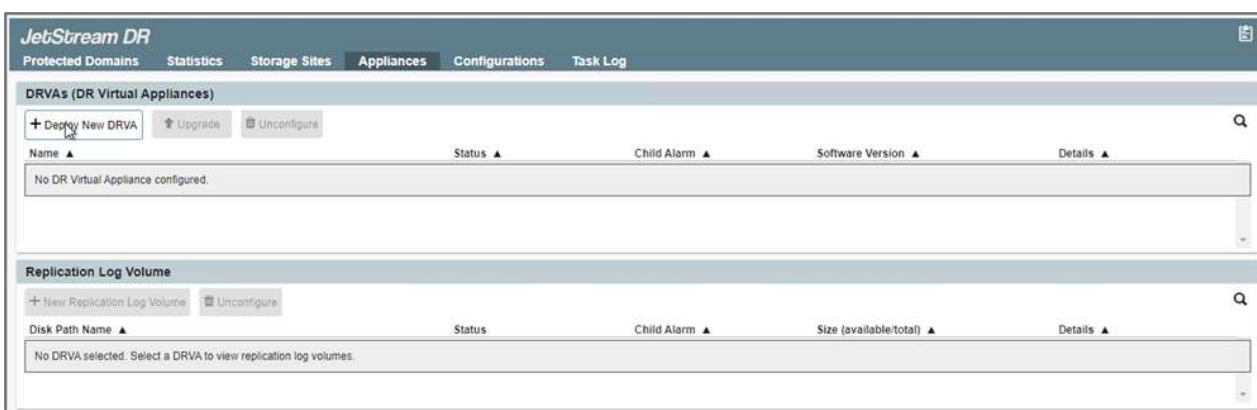 JetStream DR
Protected Domains Statistics Storage Sites Appliances Configurations Task Log
DRVAs (DR Virtual Appliances)
+ Deploy New DRVA Upgrade Unconfigure
Name ▲ Status ▲ Child Alarm ▲ Software Version ▲ Details ▲
No DR Virtual Appliance configured.
Replication Log Volume
+ New Replication Log Volume Unconfigure
Disk Path Name ▲ Status Child Alarm ▲ Size (available/total) ▲ Details ▲
No DRVA selected. Select a DRVA to view replication log volumes.